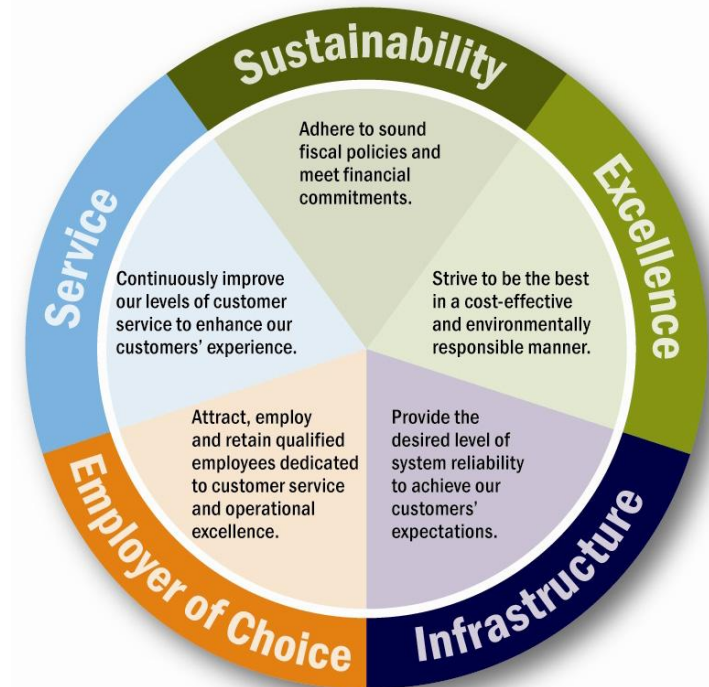 Sustainability
Adhere to sound
fiscal policies and
meet financial
commitments.
Excellence
Strive to be the best
in a cost-effective
and environmentally
responsible manner.
Infrastructure
Provide the
desired level of
system reliability
to achieve our
customers'
expectations.
Employer of Choice
Attract, employ
and retain qualified
employees dedicated
to customer service
and operational
excellence.
Service
Continuously improve
our levels of customer
service to enhance our
customers' experience.